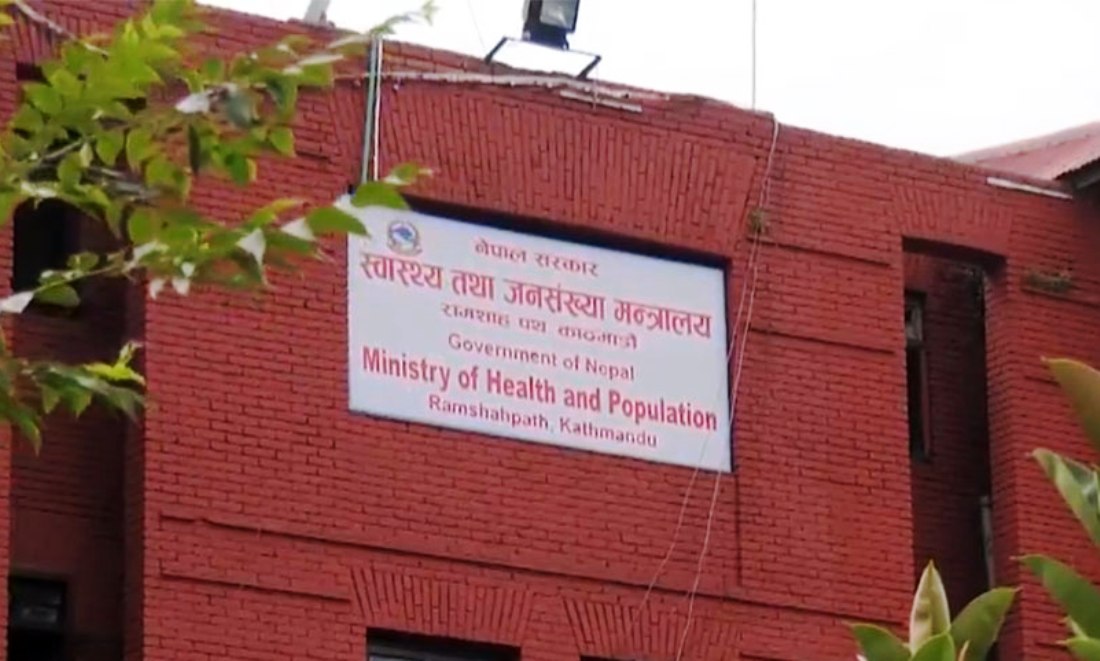 नेपाल सरकार
स्वास्थ्य तथा जनसंख्या मन्त्रालय
रामशाह पथ काठमाडौं
Government of Nepal
Ministry of Health and Population
Ramshahpath, Kathmandu